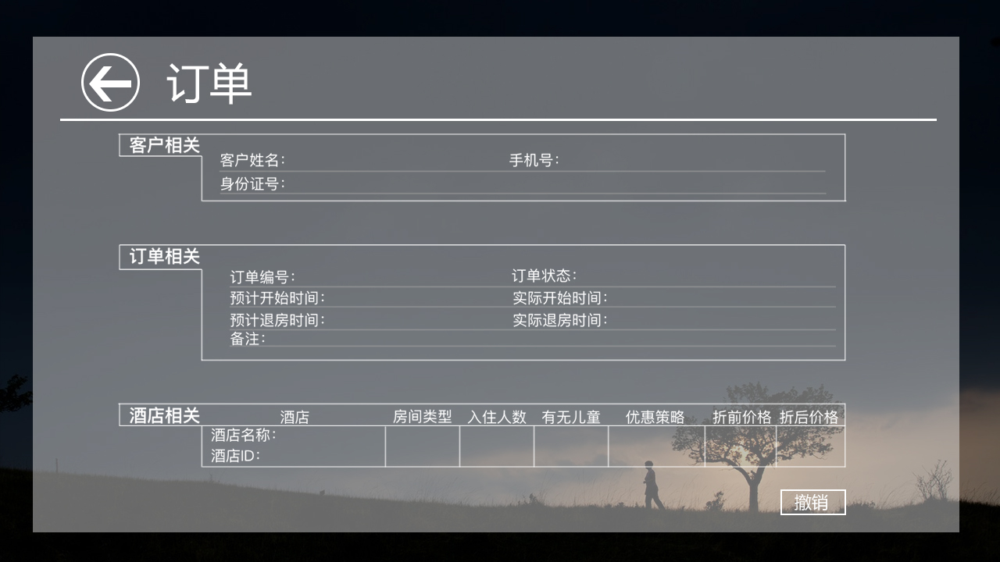 订单
客户相关
客户姓名： 手机号：
身份证号：
订单相关
订单编号： 订单状态：
预计开始时间： 实际开始时间：
预计退房时间： 实际退房时间：
备注：
酒店相关 酒店 房间类型 入住人数 有无儿童 优惠策略 折前价格 折后价格
酒店名称：
酒店ID：
撤销